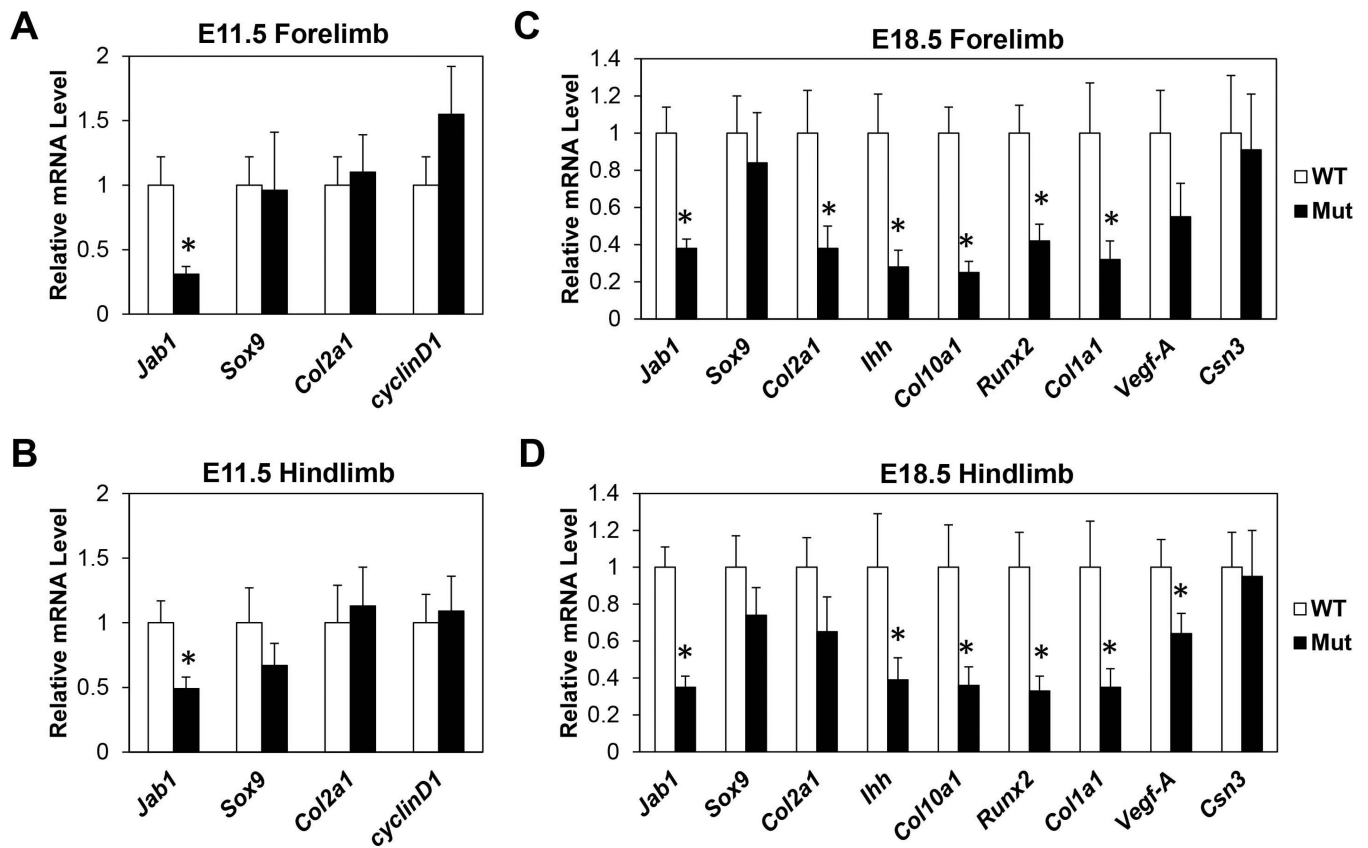 A
E11.5 Forelimb
Relative mRNA Level
2
1.5
1
0.5
0
*
Jab1
Sox9
Col2a1
cyclinD1
B
E11.5 Hindlimb
Relative mRNA Level
2
1.5
1
0.5
0
*
Jab1
Sox9
Col2a1
cyclinD1
C
E18.5 Forelimb
Relative mRNA Level
1.4
1.2
1
0.8
0.6
0.4
0.2
0
* * * * * *
Jab1
Sox9
Col2a1
Ihh
Col10a1
Runx2
Col1a1
Vegf-A
Csn3
WT
Mut
D
E18.5 Hindlimb
Relative mRNA Level
1.4
1.2
1
0.8
0.6
0.4
0.2
0
* * * * * *
Jab1
Sox9
Col2a1
Ihh
Col10a1
Runx2
Col1a1
Vegf-A
Csn3
WT
Mut